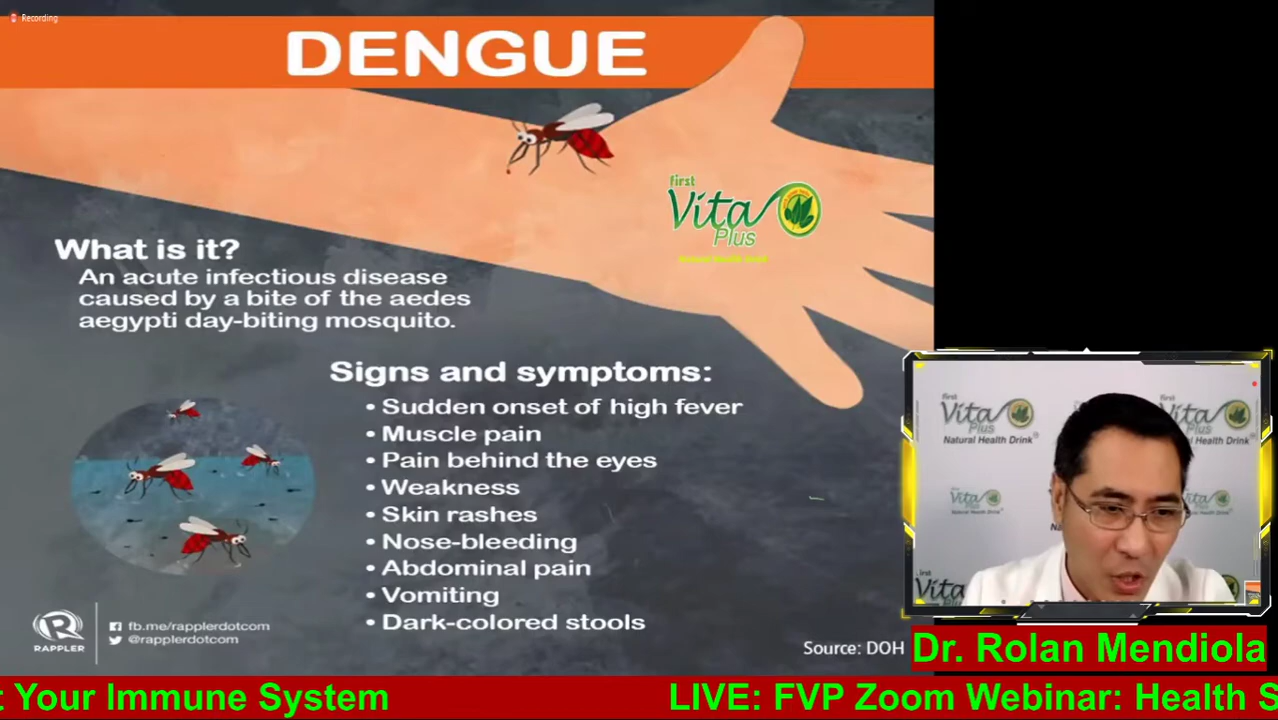 Recording
DENGUE
first
Vita
Plus
What is it?
An acute infectious disease
caused by a bite of the aedes
aegypti day-biting mosquito.
Signs and symptoms:
• Sudden onset of high fever
• Muscle pain
• Pain behind the eyes
• Weakness
• Skin rashes
• Nose-bleeding
• Abdominal pain
• Vomiting
• Dark-colored stools
R
RAPPLER
fb.me/rapplerdotcom
@rapplerdotcom
Source: DOH
first
Vita
Plus
Natural Health Drink
Vita
Health Drink
Vita
Plus
Vita
Dr. Rolan Mendiola
t Your Immune System
LIVE: FVP Zoom Webinar: Health S